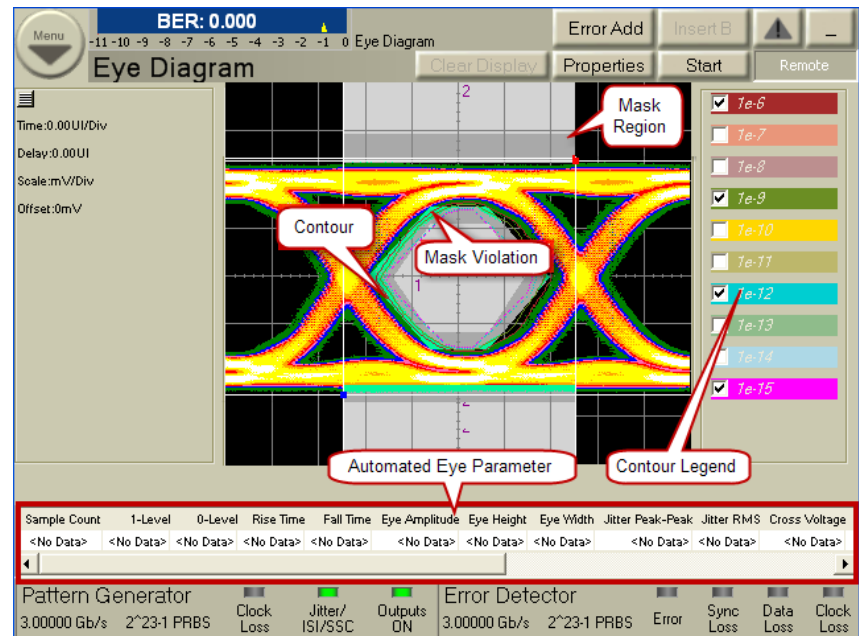 Menu
BER: 0.000
-11 -10 -9 -8 -7 -6 -5 -4 -3 -2 -1 0 Eye Diagram
Error Add
Insert B
Eye Diagram
Clear Display
Properties
Start
Remote
Time:0.00UI/Div
Delay:0.00UI
Scale:mV/Div
Offset:0mV
2
Mask Region
Contour
Mask Violation
1
1e-6
1e-7
1e-8
1e-9
1e-10
1e-11
1e-12
1e-13
1e-14
1e-15
Automated Eye Parameter
Contour Legend
Sample Count 1-Level 0-Level Rise Time Fall Time Eye Amplitude Eye Height Eye Width Jitter Peak-Peak Jitter RMS Cross Voltage
<No Data> <No Data> <No Data> <No Data> <No Data> <No Data> <No Data> <No Data> <No Data> <No Data> <No Data>
Pattern Generator
3.00000 Gb/s 2^23-1 PRBS
Clock Loss
Jitter/ ISI/SSC
Outputs ON
Error Detector
3.00000 Gb/s 2^23-1 PRBS
Error
Sync Loss
Data Loss
Clock Loss